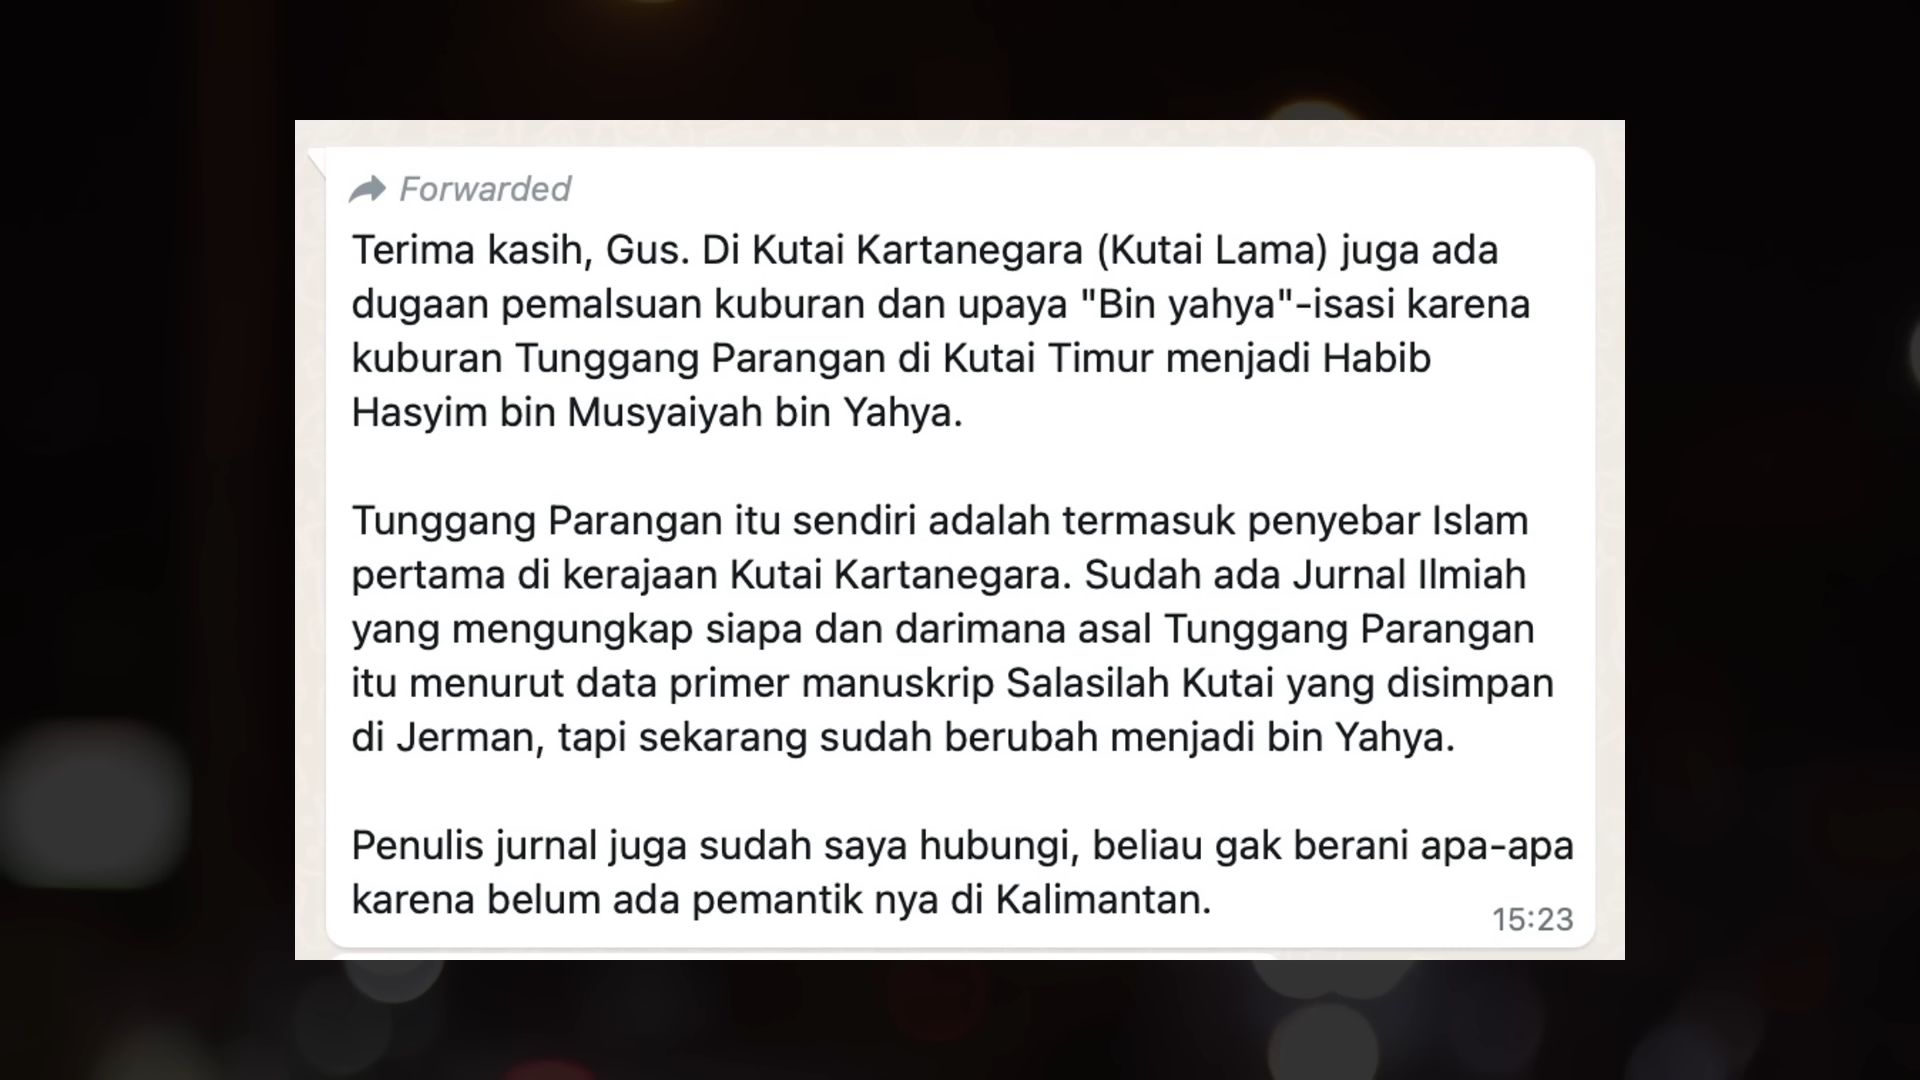 Forwarded
Terima kasih, Gus. Di Kutai Kartanegara (Kutai Lama) juga ada
dugaan pemalsuan kuburan dan upaya "Bin yahya"-isasi karena
kuburan Tunggang Parangan di Kutai Timur menjadi Habib
Hasyim bin Musyaiyah bin Yahya.
Tunggang Parangan itu sendiri adalah termasuk penyebar Islam
pertama di kerajaan Kutai Kartanegara. Sudah ada Jurnal Ilmiah
yang mengungkap siapa dan darimana asal Tunggang Parangan
itu menurut data primer manuskrip Salasilah Kutai yang disimpan
di Jerman, tapi sekarang sudah berubah menjadi bin Yahya.
Penulis jurnal juga sudah saya hubungi, beliau gak berani apa-apa
karena belum ada pemantik nya di Kalimantan.
15:23